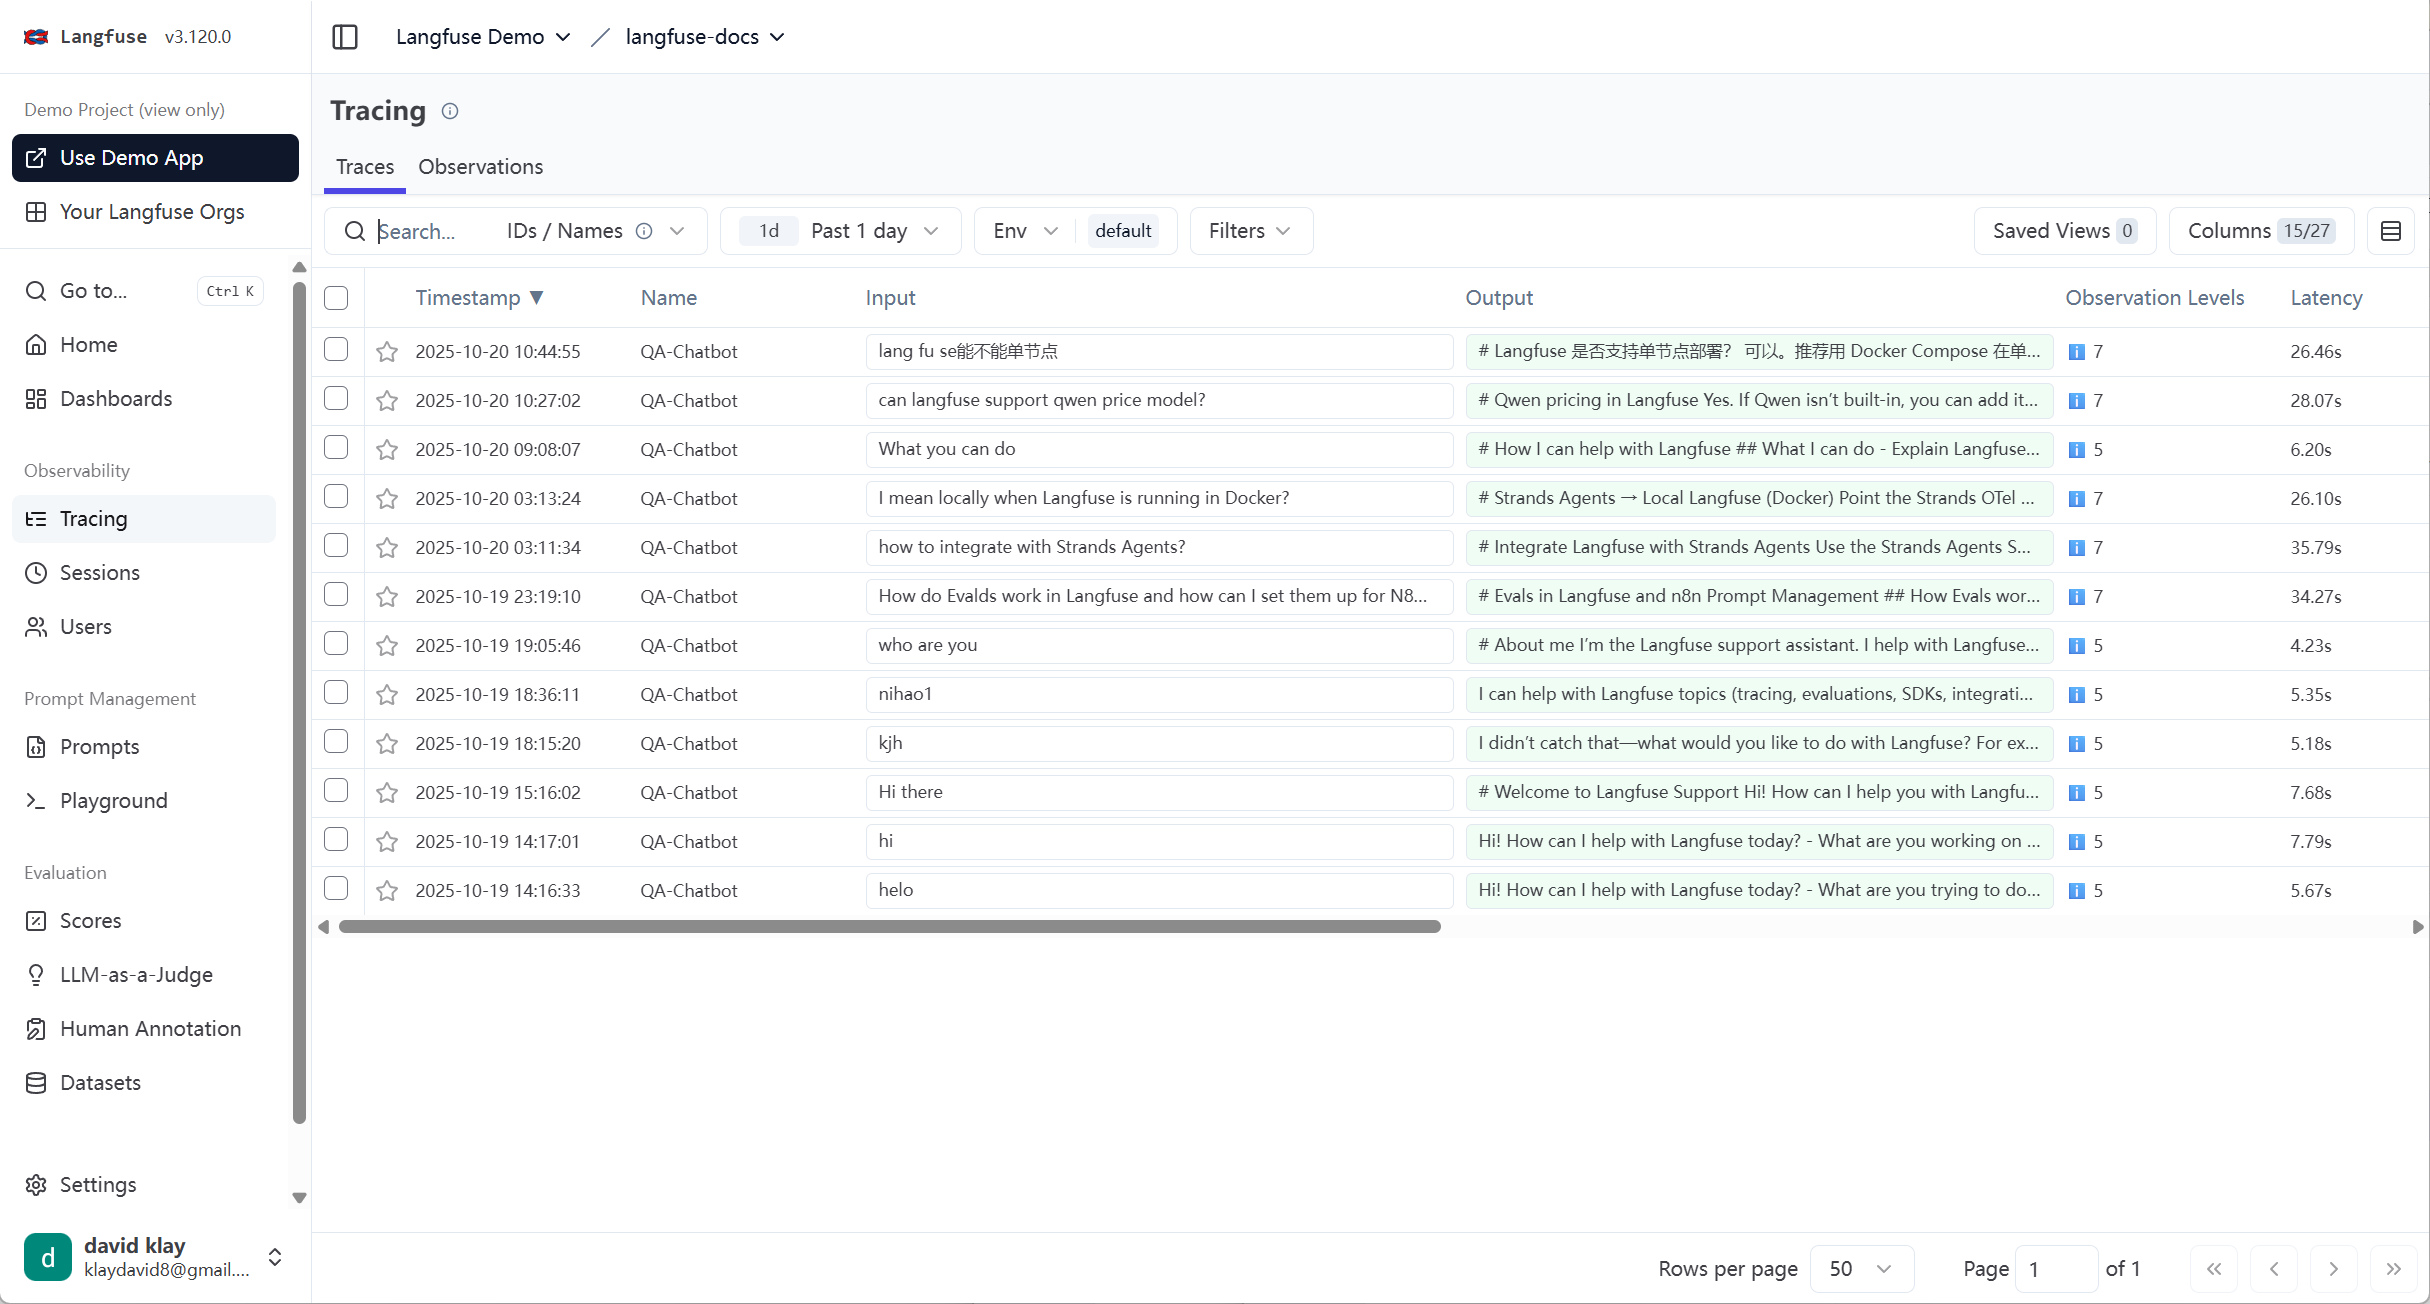 Langfuse v3.120.0
Langfuse Demo / langfuse-docs
Demo Project (view only)
Use Demo App
Your Langfuse Orgs
Go to... Ctrl K
Home
Dashboards
Observability
Tracing
Sessions
Users
Prompt Management
Prompts
Playground
Evaluation
Scores
LLM-as-a-Judge
Human Annotation
Datasets
Settings
d
david klay
klaydavid8@gmail....
Tracing
Traces Observations
Search... IDs / Names 1d Past 1 day Env default Filters Saved Views 0 Columns 15/27
Timestamp ▼ Name Input Output Observation Levels Latency
2025-10-20 10:44:55 QA-Chatbot lang fu se能不能单节点 # Langfuse 是否支持单节点部署？ 可以。推荐用 Docker Compose 在单... 7 26.46s
2025-10-20 10:27:02 QA-Chatbot can langfuse support qwen price model? # Qwen pricing in Langfuse Yes. If Qwen isn’t built-in, you can add it... 7 28.07s
2025-10-20 09:08:07 QA-Chatbot What you can do # How I can help with Langfuse ## What I can do - Explain Langfuse... 5 6.20s
2025-10-20 03:13:24 QA-Chatbot I mean locally when Langfuse is running in Docker? # Strands Agents → Local Langfuse (Docker) Point the Strands OTel ... 7 26.10s
2025-10-20 03:11:34 QA-Chatbot how to integrate with Strands Agents? # Integrate Langfuse with Strands Agents Use the Strands Agents S... 7 35.79s
2025-10-19 23:19:10 QA-Chatbot How do Evalds work in Langfuse and how can I set them up for N8... # Evals in Langfuse and n8n Prompt Management ## How Evals wor... 7 34.27s
2025-10-19 19:05:46 QA-Chatbot who are you # About me I’m the Langfuse support assistant. I help with Langfuse... 5 4.23s
2025-10-19 18:36:11 QA-Chatbot nihao1 I can help with Langfuse topics (tracing, evaluations, SDKs, integrati... 5 5.35s
2025-10-19 18:15:20 QA-Chatbot kjh I didn’t catch that—what would you like to do with Langfuse? For ex... 5 5.18s
2025-10-19 15:16:02 QA-Chatbot Hi there # Welcome to Langfuse Support Hi! How can I help you with Langfu... 5 7.68s
2025-10-19 14:17:01 QA-Chatbot hi Hi! How can I help with Langfuse today? - What are you working on ... 5 7.79s
2025-10-19 14:16:33 QA-Chatbot helo Hi! How can I help with Langfuse today? - What are you trying to do... 5 5.67s
Rows per page 50 Page 1 of 1